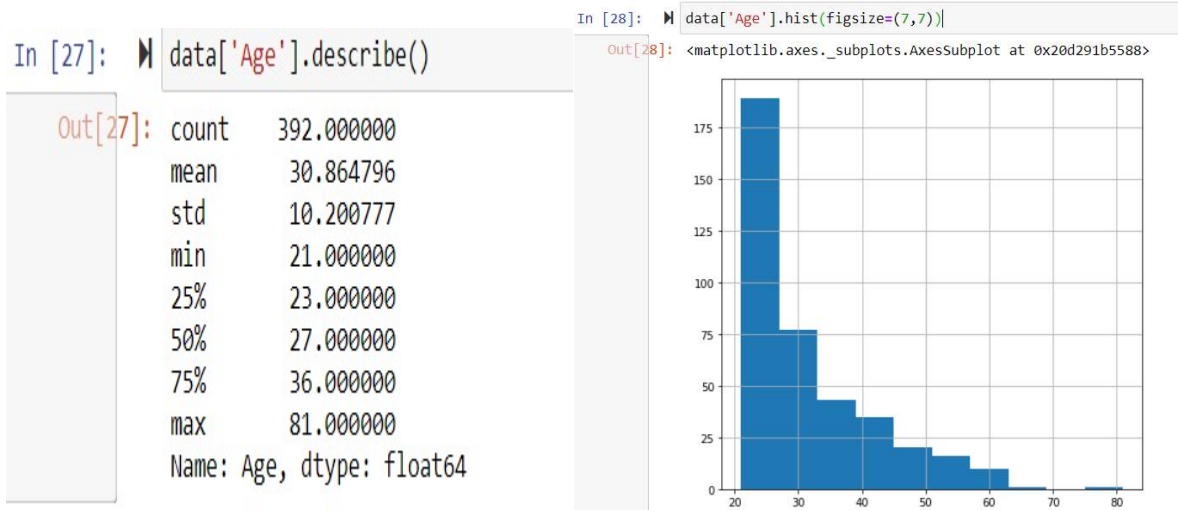 In [27]: data['Age'].describe()
Out[27]: count 392.000000
mean 30.864796
std 10.200777
min 21.000000
25% 23.000000
50% 27.000000
75% 36.000000
max 81.000000
Name: Age, dtype: float64
In [28]: data['Age'].hist(figsize=(7,7))
Out[28]: <matplotlib.axes._subplots.AxesSubplot at 0x20d291b5588>
175
150
125
100
75
50
25
0
20 30 40 50 60 70 80